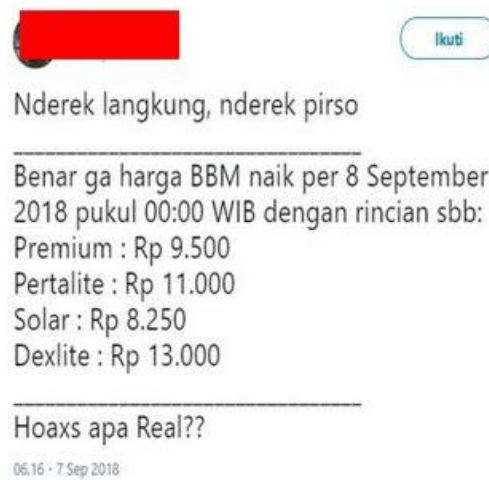 Ikuti
Nderek langkung, nderek pirso
________________________________
Benar ga harga BBM naik per 8 September
2018 pukul 00:00 WIB dengan rincian sbb:
Premium : Rp 9.500
Pertalite : Rp 11.000
Solar : Rp 8.250
Dexlite : Rp 13.000
________________________________
Hoaxs apa Real??
06.16 - 7 Sep 2018